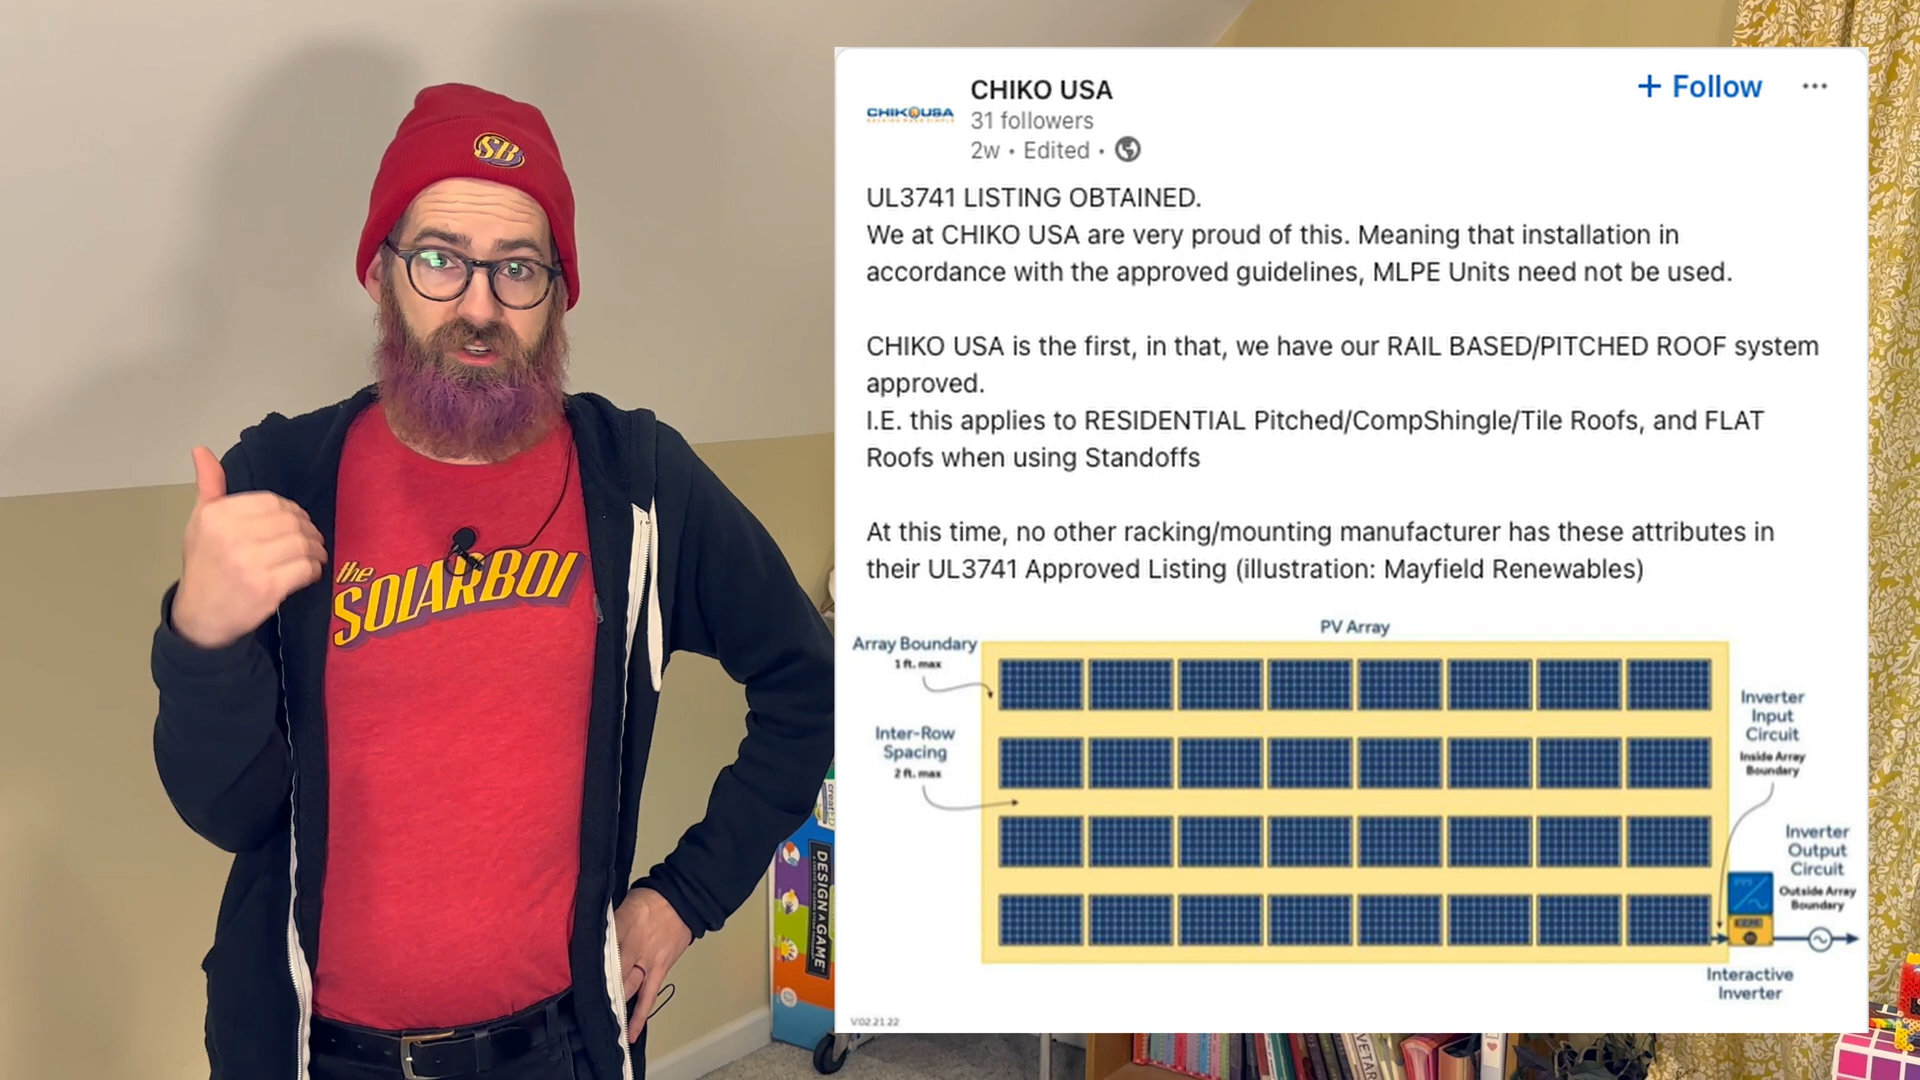 SB
the
SOLARBOI
DESIGN A GAME
CHIKO USA
CHIKO USA
31 followers
2w • Edited •
+ Follow
...
UL3741 LISTING OBTAINED.
We at CHIKO USA are very proud of this. Meaning that installation in
accordance with the approved guidelines, MLPE Units need not be used.
CHIKO USA is the first, in that, we have our RAIL BASED/PITCHED ROOF system
approved.
I.E. this applies to RESIDENTIAL Pitched/CompShingle/Tile Roofs, and FLAT
Roofs when using Standoffs
At this time, no other racking/mounting manufacturer has these attributes in
their UL3741 Approved Listing (illustration: Mayfield Renewables)
PV Array
Array Boundary
1 ft. max
Inter-Row
Spacing
2 ft. max
Inverter
Input
Circuit
Inside Array
Boundary
Inverter
Output
Circuit
Outside Array
Boundary
Interactive
Inverter
V02.21.22